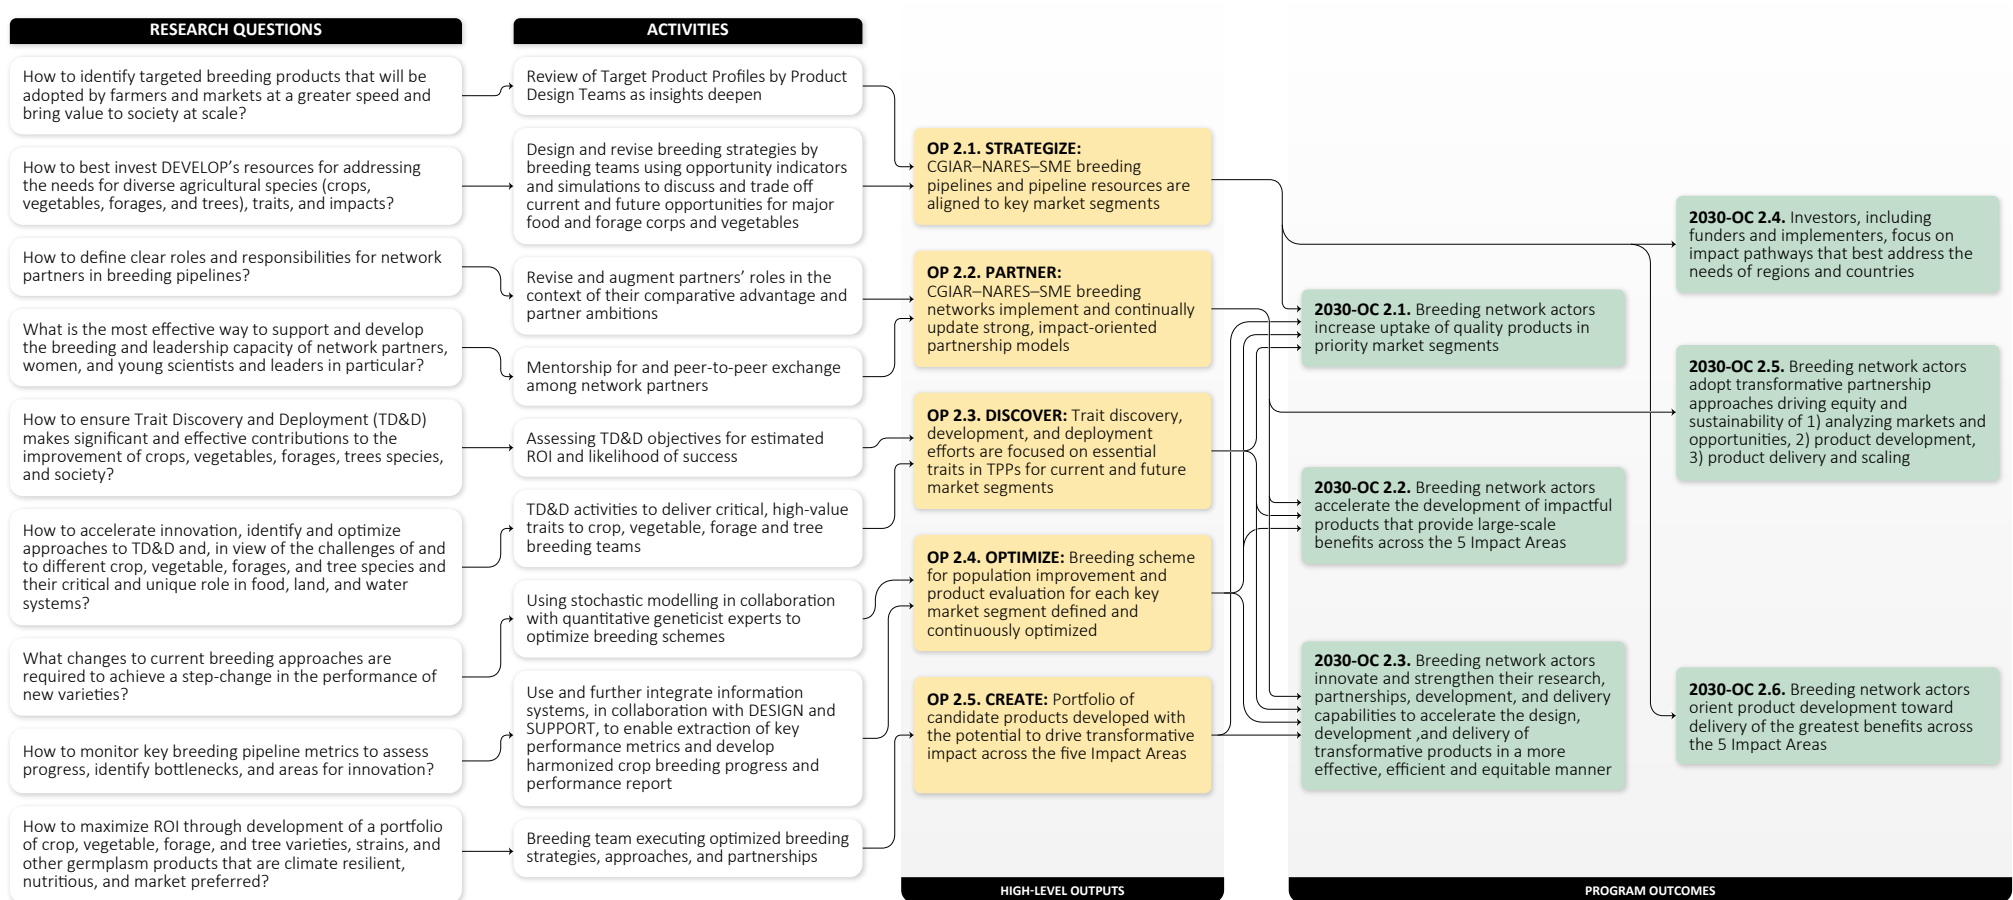 RESEARCH QUESTIONS
How to identify targeted breeding products that will be
adopted by farmers and markets at a greater speed and
bring value to society at scale?
How to best invest DEVELOP’s resources for addressing
the needs for diverse agricultural species (crops,
vegetables, forages, and trees), traits, and impacts?
How to define clear roles and responsibilities for network
partners in breeding pipelines?
What is the most effective way to support and develop
the breeding and leadership capacity of network partners,
women, and young scientists and leaders in particular?
How to ensure Trait Discovery and Deployment (TD&D)
makes significant and effective contributions to the
improvement of crops, vegetables, forages, trees species,
and society?
How to accelerate innovation, identify and optimize
approaches to TD&D and, in view of the challenges of and
to different crop, vegetable, forages, and tree species and
their critical and unique role in food, land, and water
systems?
What changes to current breeding approaches are
required to achieve a step-change in the performance of
new varieties?
How to monitor key breeding pipeline metrics to assess
progress, identify bottlenecks, and areas for innovation?
How to maximize ROI through development of a portfolio
of crop, vegetable, forage, and tree varieties, strains, and
other germplasm products that are climate resilient,
nutritious, and market preferred?
ACTIVITIES
Review of Target Product Profiles by Product
Design Teams as insights deepen
Design and revise breeding strategies by
breeding teams using opportunity indicators
and simulations to discuss and trade off
current and future opportunities for major
food and forage corps and vegetables
Revise and augment partners’ roles in the
context of their comparative advantage and
partner ambitions
Mentorship for and peer-to-peer exchange
among network partners
Assessing TD&D objectives for estimated
ROI and likelihood of success
TD&D activities to deliver critical, high-value
traits to crop, vegetable, forage and tree
breeding teams
Using stochastic modelling in collaboration
with quantitative geneticist experts to
optimize breeding schemes
Use and further integrate information
systems, in collaboration with DESIGN and
SUPPORT, to enable extraction of key
performance metrics and develop
harmonized crop breeding progress and
performance report
Breeding team executing optimized breeding
strategies, approaches, and partnerships
OP 2.1. STRATEGIZE:
CGIAR–NARES–SME breeding
pipelines and pipeline resources are
aligned to key market segments
OP 2.2. PARTNER:
CGIAR–NARES–SME breeding
networks implement and continually
update strong, impact-oriented
partnership models
OP 2.3. DISCOVER: Trait discovery,
development, and deployment
efforts are focused on essential
traits in TPPs for current and future
market segments
OP 2.4. OPTIMIZE: Breeding scheme
for population improvement and
product evaluation for each key
market segment defined and
continuously optimized
OP 2.5. CREATE: Portfolio of
candidate products developed with
the potential to drive transformative
impact across the five Impact Areas
HIGH-LEVEL OUTPUTS
2030-OC 2.1. Breeding network actors
increase uptake of quality products in
priority market segments
2030-OC 2.2. Breeding network actors
accelerate the development of impactful
products that provide large-scale
benefits across the 5 Impact Areas
2030-OC 2.3. Breeding network actors
innovate and strengthen their research,
partnerships, development, and delivery
capabilities to accelerate the design,
development ,and delivery of
transformative products in a more
effective, efficient and equitable manner
2030-OC 2.4. Investors, including
funders and implementers, focus on
impact pathways that best address the
needs of regions and countries
2030-OC 2.5. Breeding network actors
adopt transformative partnership
approaches driving equity and
sustainability of 1) analyzing markets and
opportunities, 2) product development,
3) product delivery and scaling
2030-OC 2.6. Breeding network actors
orient product development toward
delivery of the greatest benefits across
the 5 Impact Areas
PROGRAM OUTCOMES